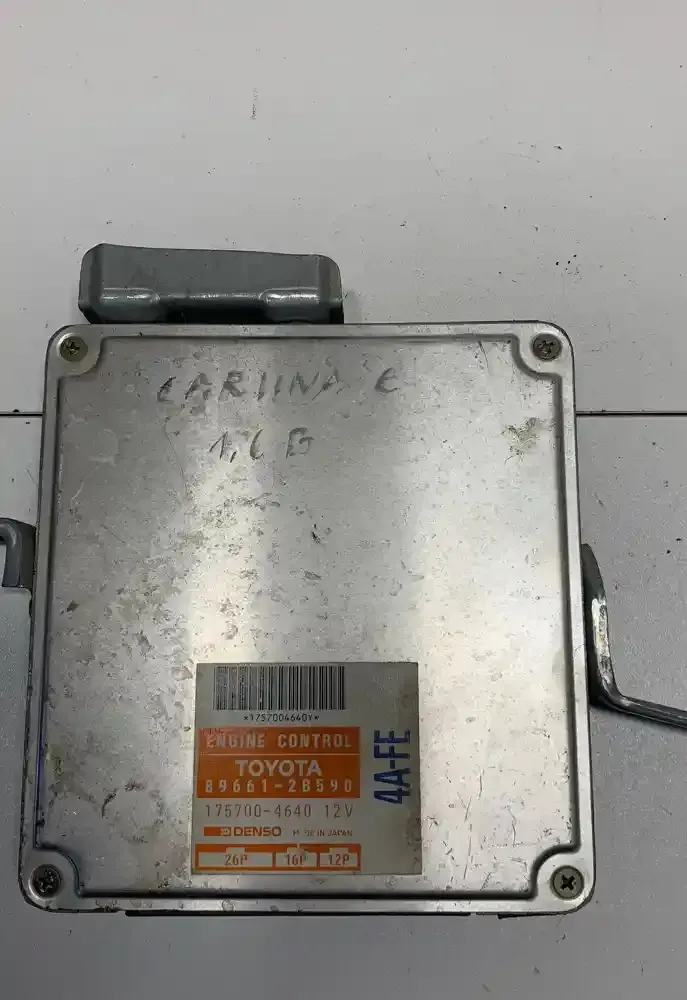 CARIINA E
1,6 B
*1757004640Y*
ENGINE CONTROL
TOYOTA
89661-2B590
175700-4640 12V
DENSO MADE IN JAPAN
26P 16P 12P
4A-FE